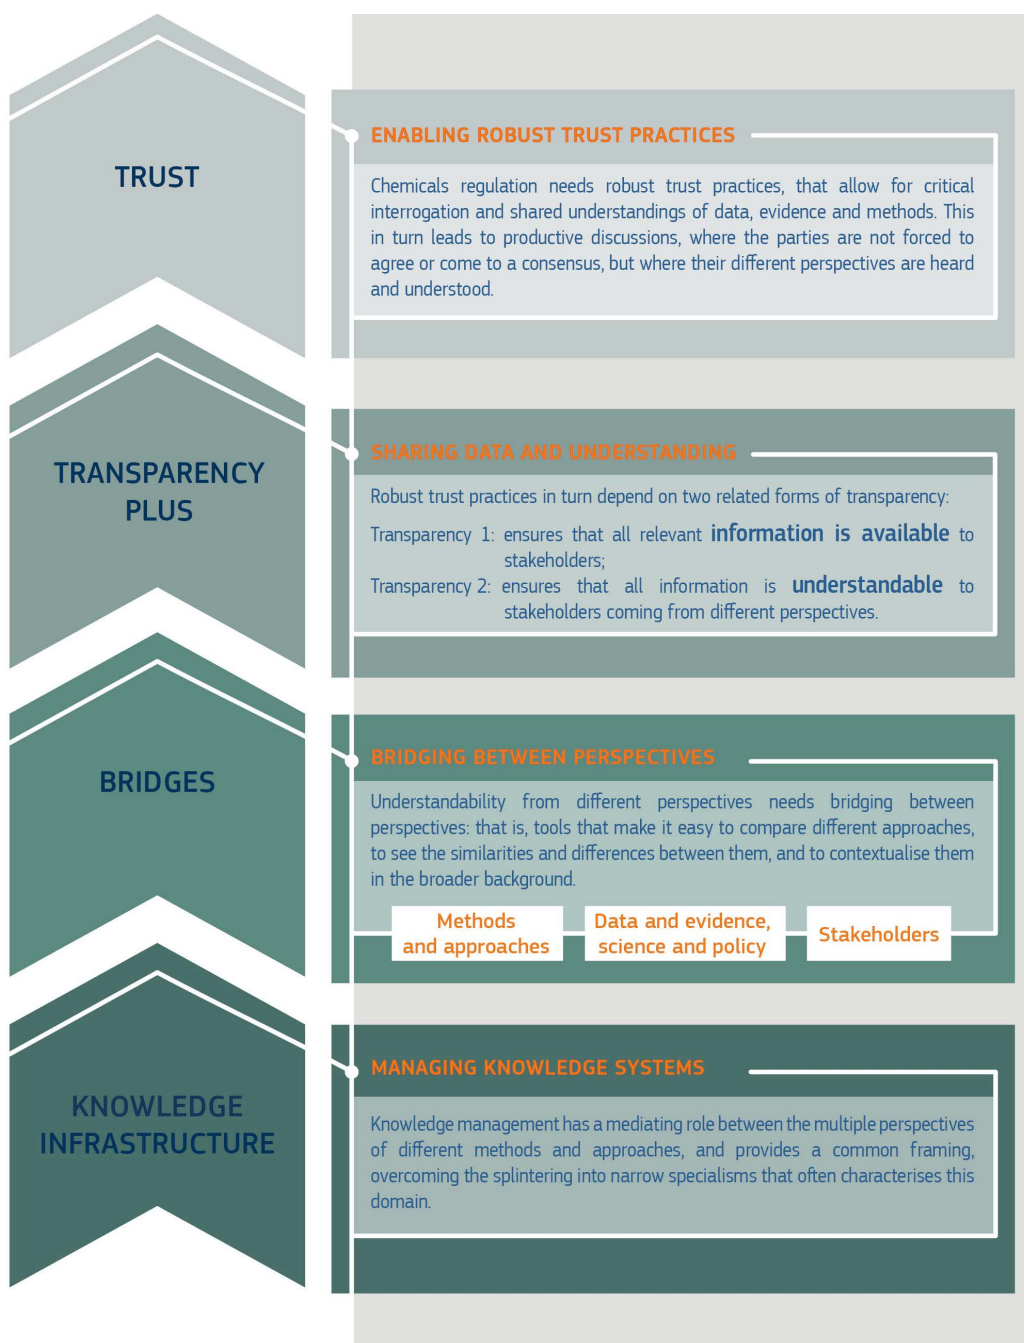 TRUST
ENABLING ROBUST TRUST PRACTICES
Chemicals regulation needs robust trust practices, that allow for critical
interrogation and shared understandings of data, evidence and methods. This
in turn leads to productive discussions, where the parties are not forced to
agree or come to a consensus, but where their different perspectives are heard
and understood.
TRANSPARENCY
PLUS
SHARING DATA AND UNDERSTANDING
Robust trust practices in turn depend on two related forms of transparency:
Transparency 1: ensures that all relevant information is available to
stakeholders;
Transparency 2: ensures that all information is understandable to
stakeholders coming from different perspectives.
BRIDGES
BRIDGING BETWEEN PERSPECTIVES
Understandability from different perspectives needs bridging between
perspectives: that is, tools that make it easy to compare different approaches,
to see the similarities and differences between them, and to contextualise them
in the broader background.
Methods
and approaches
Data and evidence,
science and policy
Stakeholders
KNOWLEDGE
INFRASTRUCTURE
MANAGING KNOWLEDGE SYSTEMS
Knowledge management has a mediating role between the multiple perspectives
of different methods and approaches, and provides a common framing,
overcoming the splintering into narrow specialisms that often characterises this
domain.